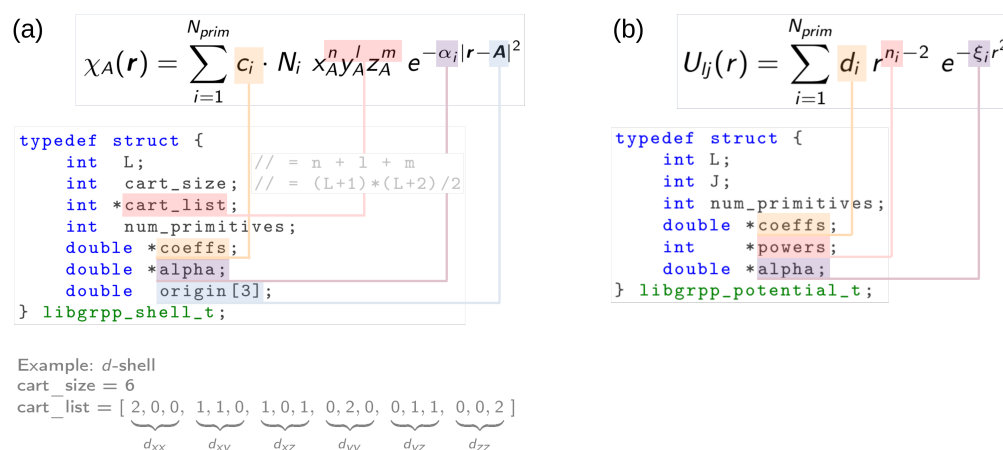 (a)
χ_A(r) = ∑_{i=1}^{N_prim} c_i · N_i x_A^n y_A^l z_A^m e^{−α_i|r−A|^2}
typedef struct {
int L; // = n + l + m
int cart_size; // = (L+1)*(L+2)/2
int *cart_list;
int num_primitives;
double *coeffs;
double *alpha;
double origin[3];
} libgrpp_shell_t;
Example: d-shell
cart_size = 6
cart_list = [ 2, 0, 0, 1, 1, 0, 1, 0, 1, 0, 2, 0, 0, 1, 1, 0, 0, 2 ]
d_xx d_xy d_xz d_yy d_yz d_zz
(b)
U_lj(r) = ∑_{i=1}^{N_prim} d_i r^{n_i−2} e^{−ξ_i r^2}
typedef struct {
int L;
int J;
int num_primitives;
double *coeffs;
int *powers;
double *alpha;
} libgrpp_potential_t;